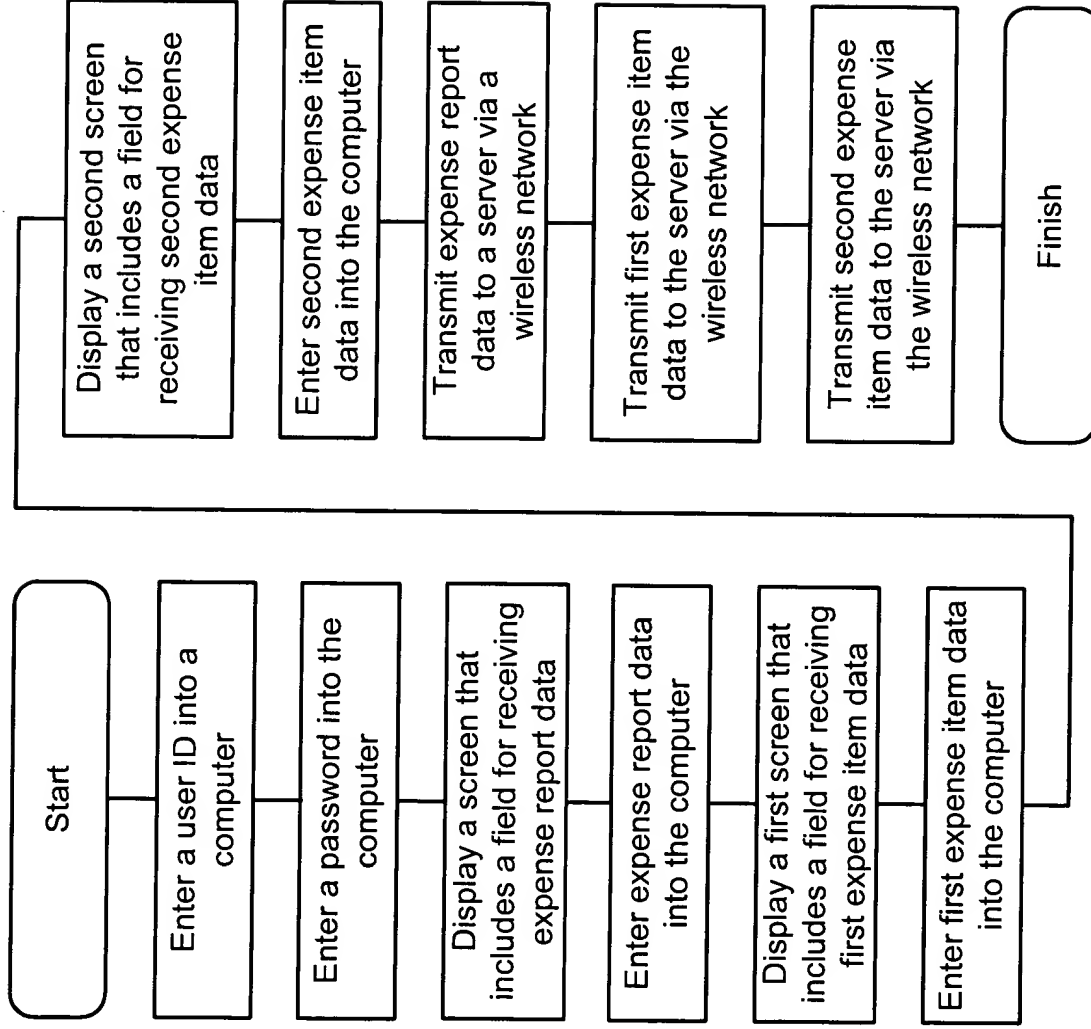 Start
Enter a user ID into a
computer
Enter a password into the
computer
Display a screen that
includes a field for receiving
expense report data
Enter expense report data
into the computer
Display a first screen that
includes a field for receiving
first expense item data
Enter first expense item data
into the computer
Display a second screen
that includes a field for
receiving second expense
item data
Enter second expense item
data into the computer
Transmit expense report
data to a server via a
wireless network
Transmit first expense item
data to the server via the
wireless network
Transmit second expense
item data to the server via
the wireless network
Finish